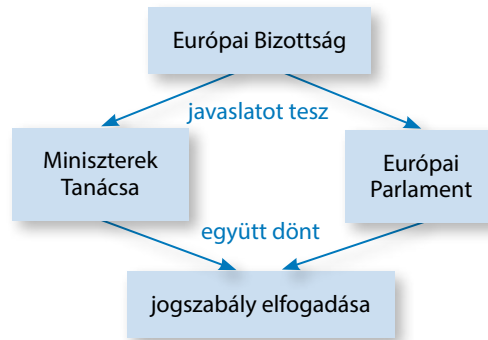 Európai Bizottság
javaslatot tesz
Miniszterek
Tanácsa
Európai
Parlament
együtt dönt
jogszabály elfogadása